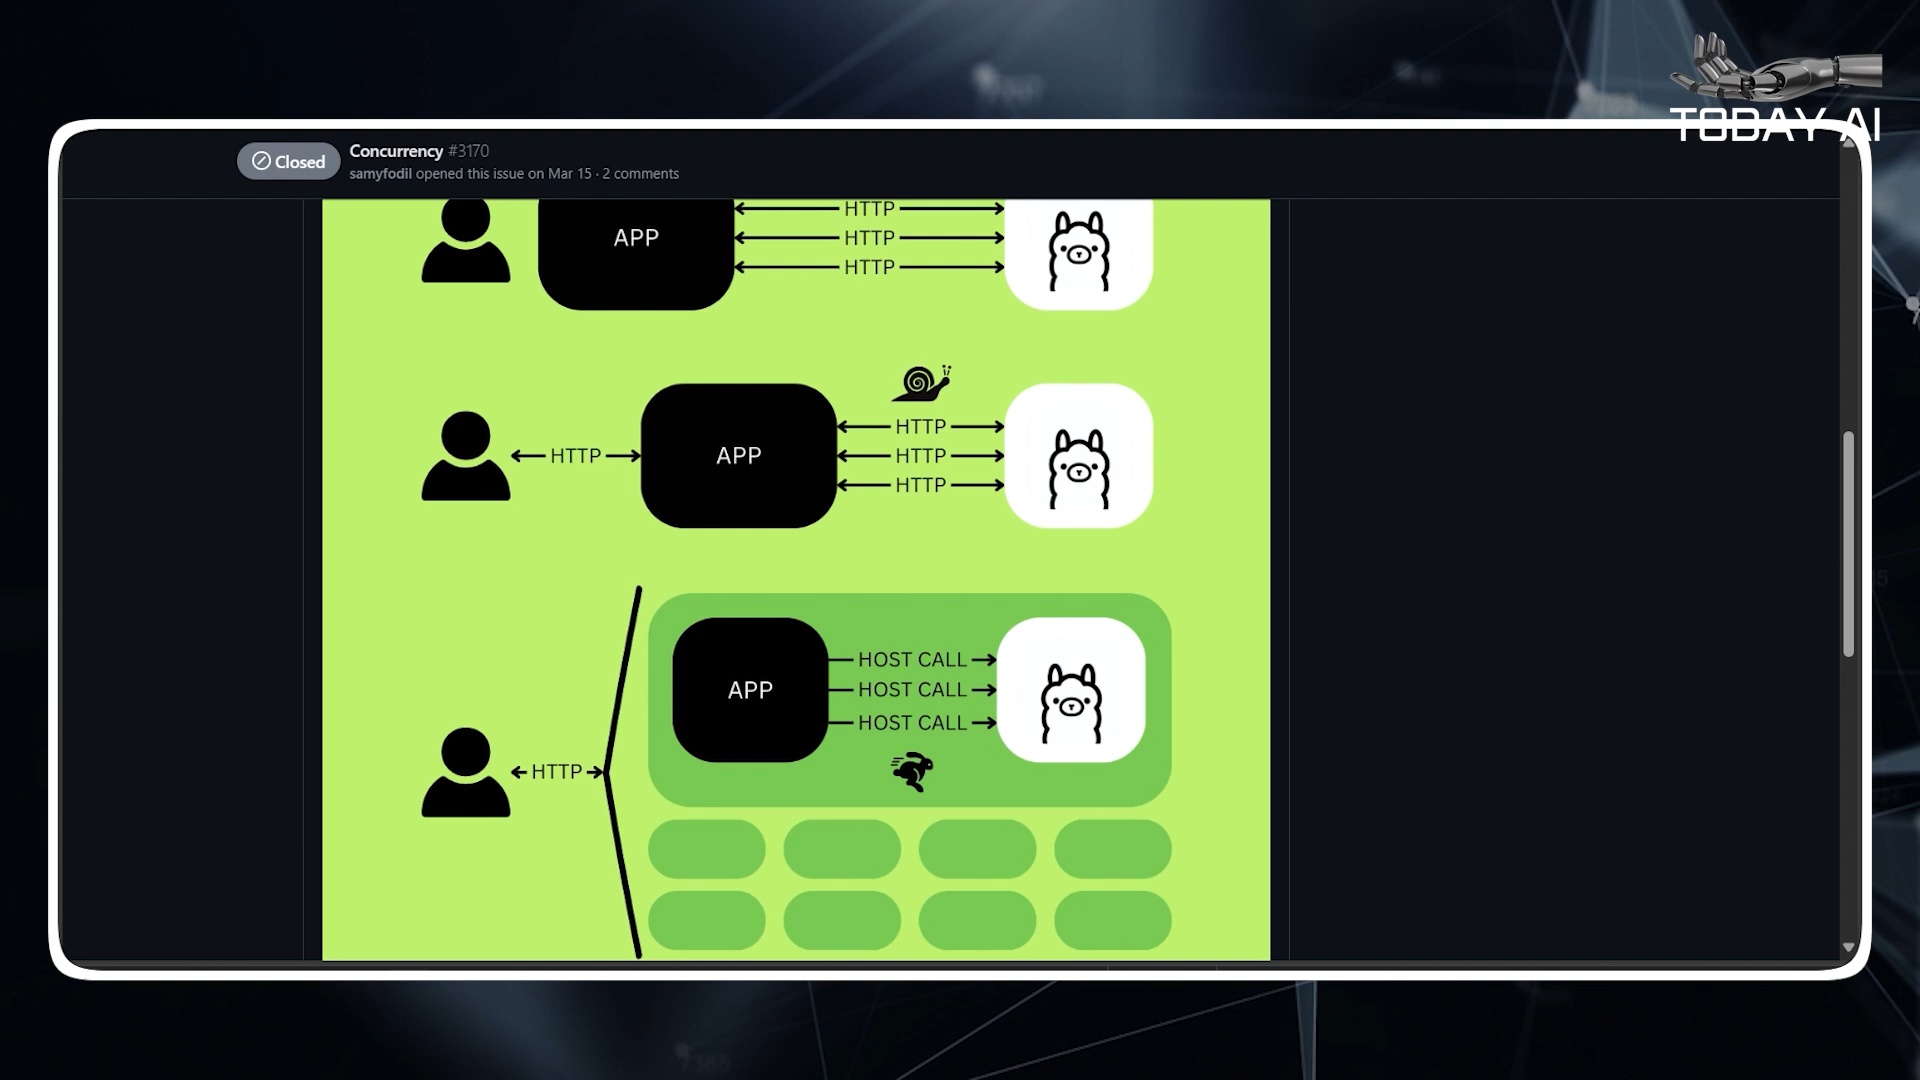 TODAY AI
Closed
Concurrency #3170
samyfodil opened this issue on Mar 15 · 2 comments
APP
HTTP
HTTP
HTTP
HTTP
APP
HTTP
HTTP
HTTP
HTTP
APP
HOST CALL
HOST CALL
HOST CALL